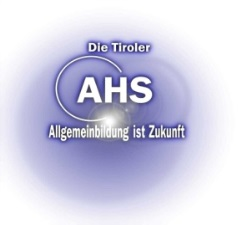 Die Tiroler
AHS
Allgemeinbildung ist Zukunft